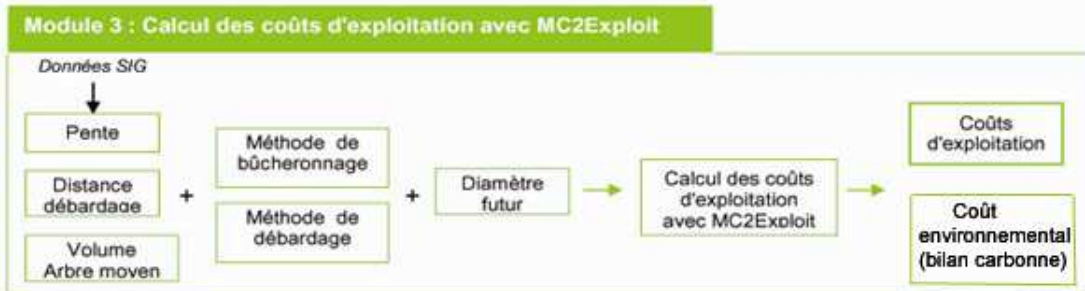 Module 3 : Calcul des coûts d'exploitation avec MC2Exploit
Données SIG
Pente
Distance
débardage
Volume
Arbre moyen
+
Méthode de
bûcheronnage
Méthode de
débardage
+
Diamètre
futur
Calcul des coûts
d'exploitation
avec MC2Exploit
Coûts
d'exploitation
Coût
environnemental
(bilan carbonne)